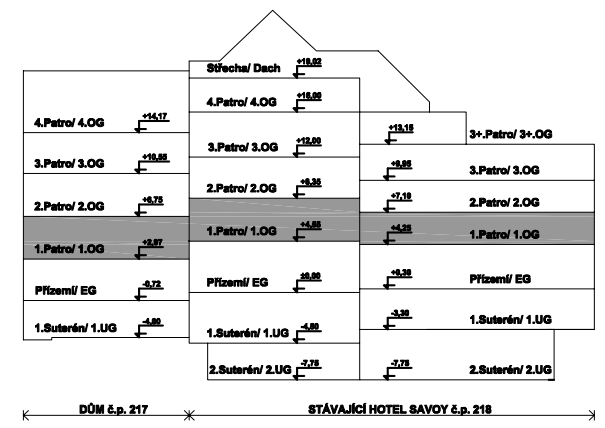 Střecha/ Dach +18,02
4.Patro/ 4.OG +16,00
4.Patro/ 4.OG +14,17
+13,15 3+.Patro/ 3+.OG
3.Patro/ 3.OG +12,00
3.Patro/ 3.OG +10,55
+9,95 3.Patro/ 3.OG
2.Patro/ 2.OG +8,35
2.Patro/ 2.OG +6,75
+7,10 2.Patro/ 2.OG
1.Patro/ 1.OG +4,55
+4,25 1.Patro/ 1.OG
1.Patro/ 1.OG +2,97
Přízemí/ EG ±0,00
+0,38 Přízemí/ EG
Přízemí/ EG -0,72
-3,30 1.Suterén/ 1.UG
1.Suterén/ 1.UG -4,50
1.Suterén/ 1.UG -4,00
2.Suterén/ 2.UG -7,75
-7,75 2.Suterén/ 2.UG
DŮM č.p. 217
STÁVAJÍCÍ HOTEL SAVOY č.p. 218